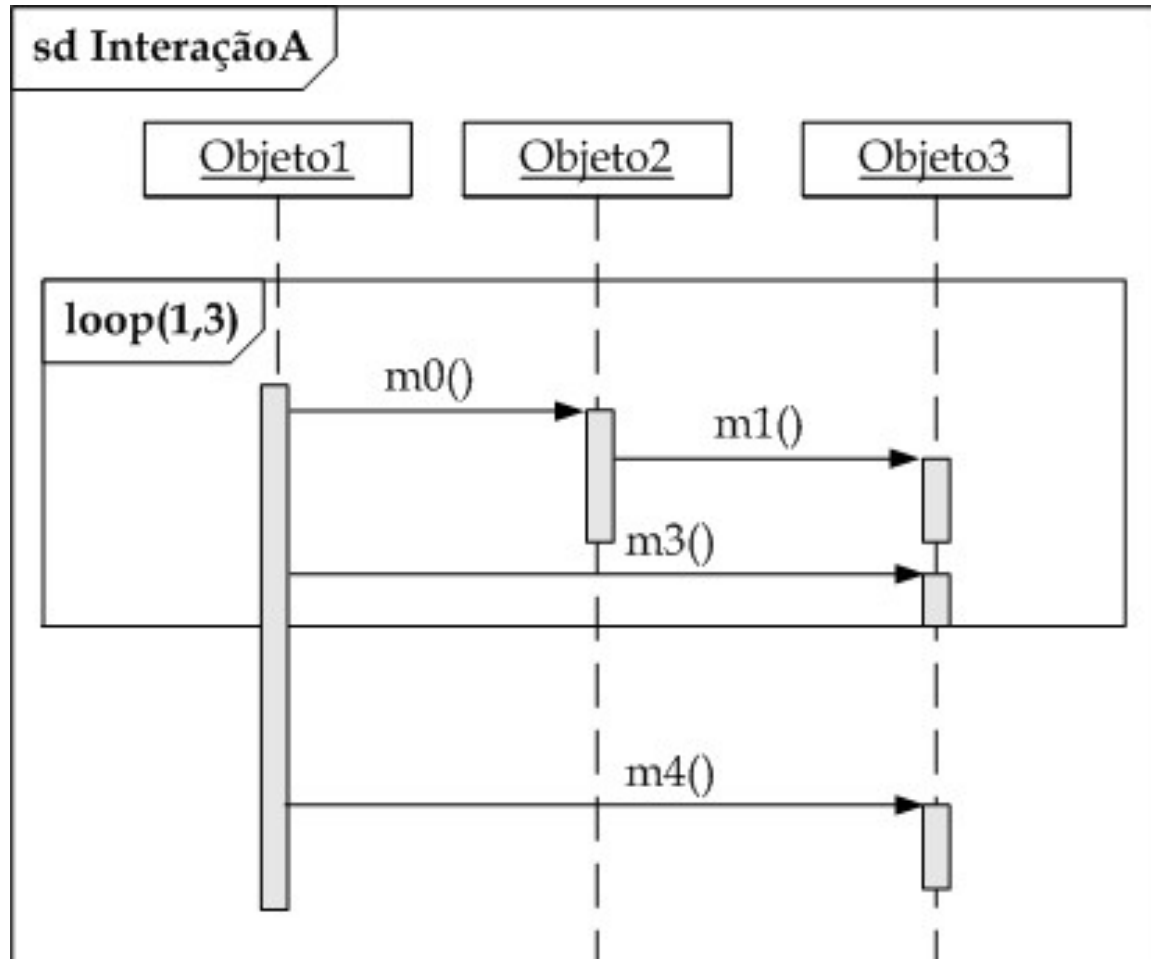 sd InteraçãoA
Objeto1 Objeto2 Objeto3
loop(1,3)
m0()
m1()
m3()
m4()